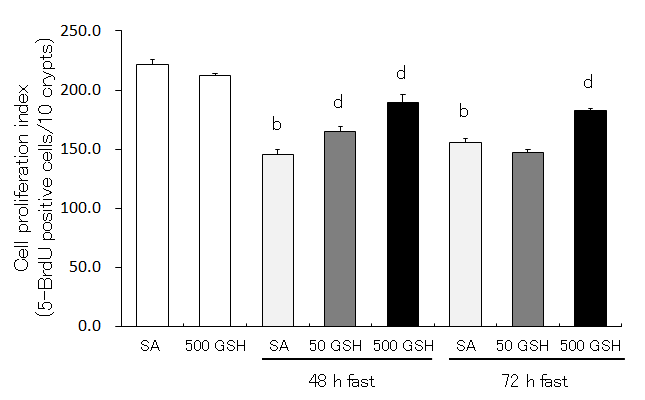 Cell proliferation index
(5-BrdU positive cells/10 crypts)
250.0
200.0
150.0
100.0
50.0
0.0
b
d
d
b
d
SA
500 GSH
SA
50 GSH
500 GSH
SA
50 GSH
500 GSH
48 h fast
72 h fast